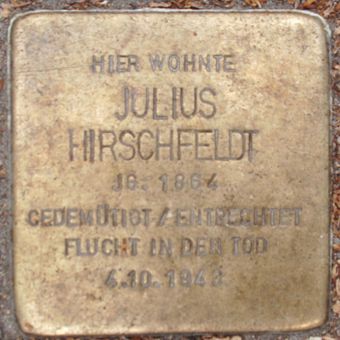 HIER WOHNTE
JULIUS
HIRSCHFELDT
JG. 1864
GEDEMÜTIGT / ENTRECHTET
FLUCHT IN DEN TOD
4.10.1942